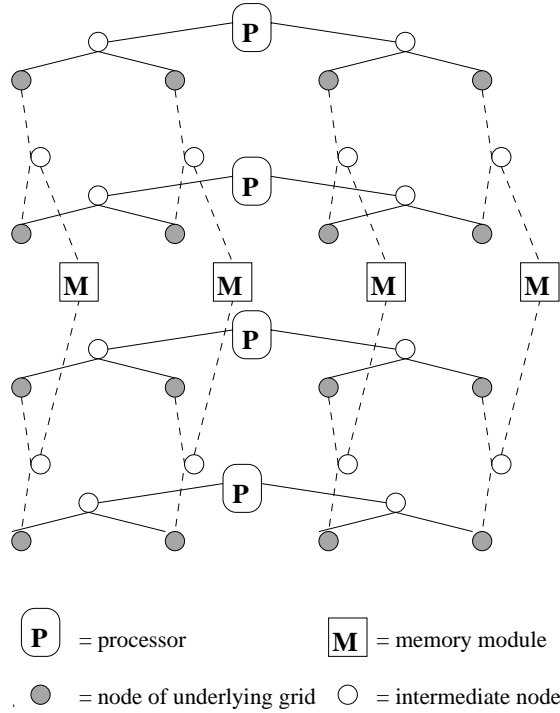 P
P
M M M M
P
P
P = processor M = memory module
= node of underlying grid = intermediate node